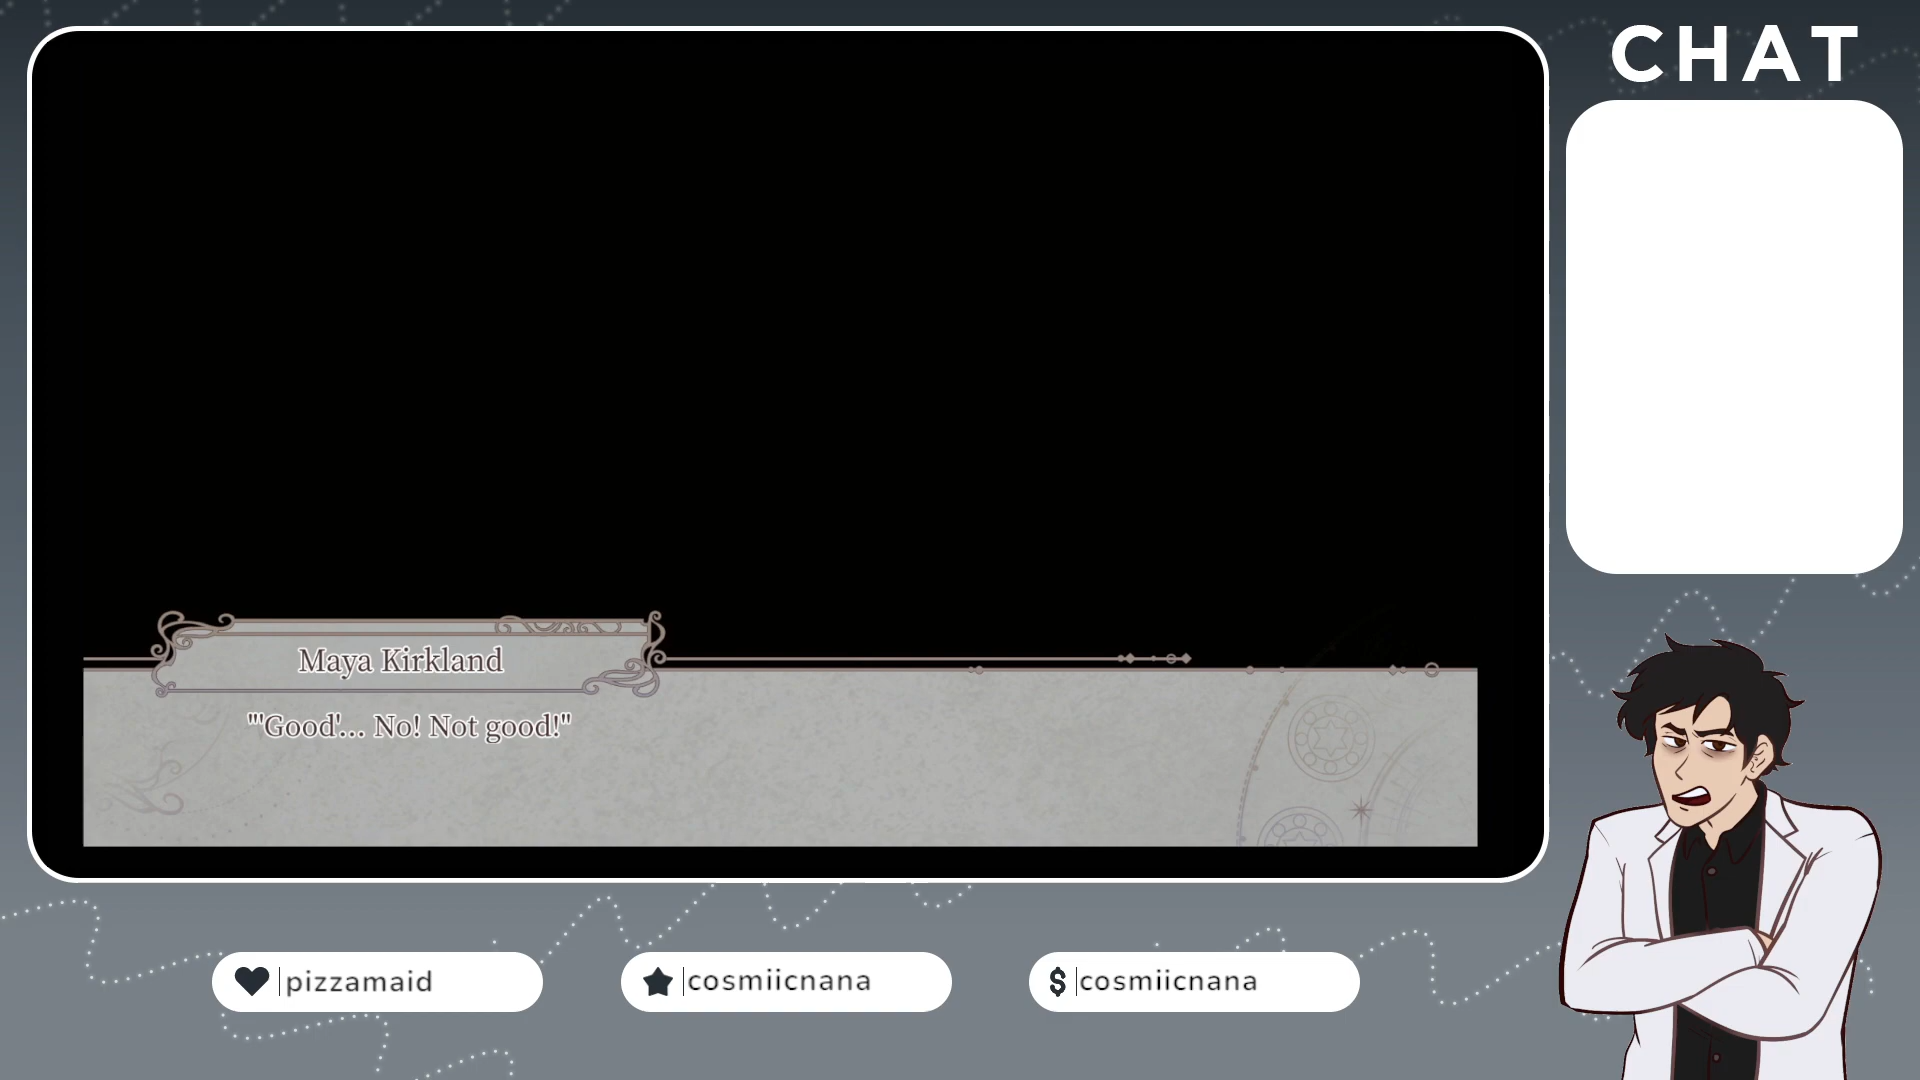 CHAT
Maya Kirkland
"'Good'... No! Not good!"
pizzamaid
cosmiicnana
$ cosmiicnana